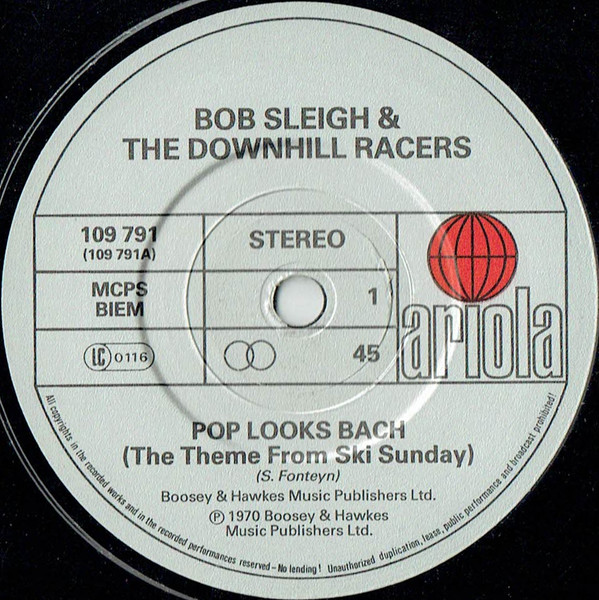 BOB SLEIGH &
THE DOWNHILL RACERS
109 791
(109 791A)
STEREO
MCPS
BIEM
1
LC 0116
45
ariola
POP LOOKS BACH
(The Theme From Ski Sunday)
(S. Fonteyn)
Boosey & Hawkes Music Publishers Ltd.
℗ 1970 Boosey & Hawkes
Music Publishers Ltd.
All copyrights in the recorded works and in the recorded performances reserved – No lending! Unauthorized duplication, lease, public performance and broadcast prohibited!